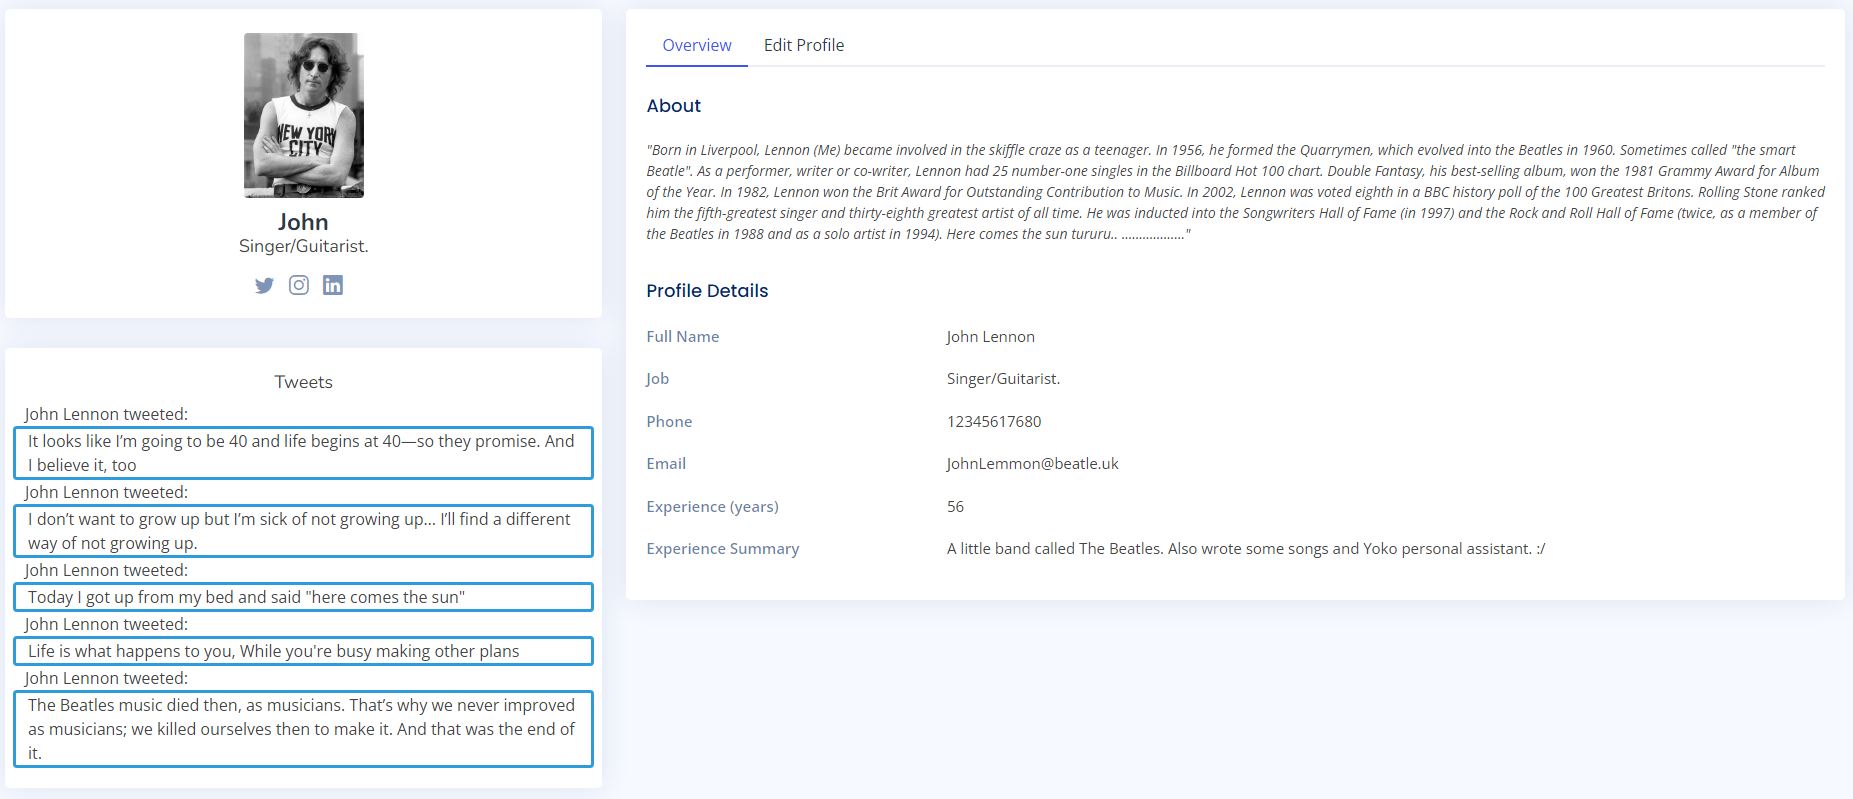 NEW YORK
CITY
John
Singer/Guitarist.
Tweets
John Lennon tweeted:
It looks like I’m going to be 40 and life begins at 40—so they promise. And
I believe it, too
John Lennon tweeted:
I don’t want to grow up but I’m sick of not growing up... I’ll find a different
way of not growing up.
John Lennon tweeted:
Today I got up from my bed and said "here comes the sun"
John Lennon tweeted:
Life is what happens to you, While you're busy making other plans
John Lennon tweeted:
The Beatles music died then, as musicians. That’s why we never improved
as musicians; we killed ourselves then to make it. And that was the end of
it.
Overview Edit Profile
About
"Born in Liverpool, Lennon (Me) became involved in the skiffle craze as a teenager. In 1956, he formed the Quarrymen, which evolved into the Beatles in 1960. Sometimes called "the smart
Beatle". As a performer, writer or co-writer, Lennon had 25 number-one singles in the Billboard Hot 100 chart. Double Fantasy, his best-selling album, won the 1981 Grammy Award for Album
of the Year. In 1982, Lennon won the Brit Award for Outstanding Contribution to Music. In 2002, Lennon was voted eighth in a BBC history poll of the 100 Greatest Britons. Rolling Stone ranked
him the fifth-greatest singer and thirty-eighth greatest artist of all time. He was inducted into the Songwriters Hall of Fame (in 1997) and the Rock and Roll Hall of Fame (twice, as a member of
the Beatles in 1988 and as a solo artist in 1994). Here comes the sun tururu.. ..................."
Profile Details
Full Name John Lennon
Job Singer/Guitarist.
Phone 12345617680
Email JohnLemmon@beatle.uk
Experience (years) 56
Experience Summary A little band called The Beatles. Also wrote some songs and Yoko personal assistant. :/